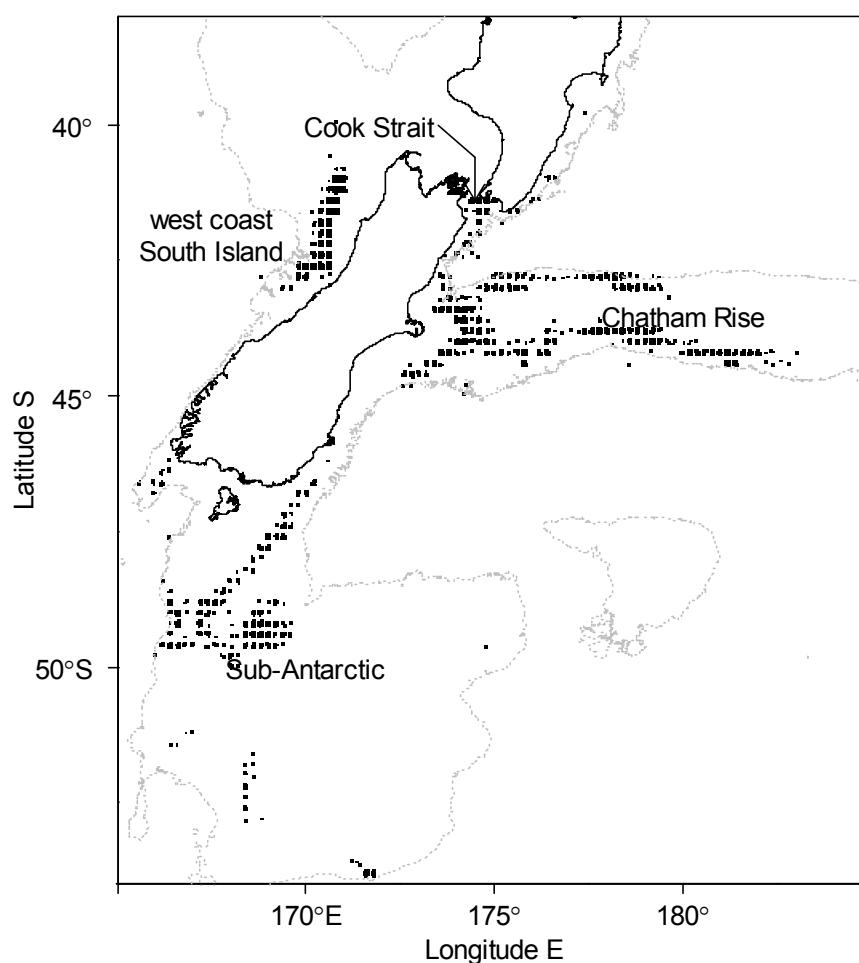 40°
Cook Strait
west coast
South Island
Chatham Rise
45°
Latitude S
50°S
Sub-Antarctic
170°E
175°
180°
Longitude E